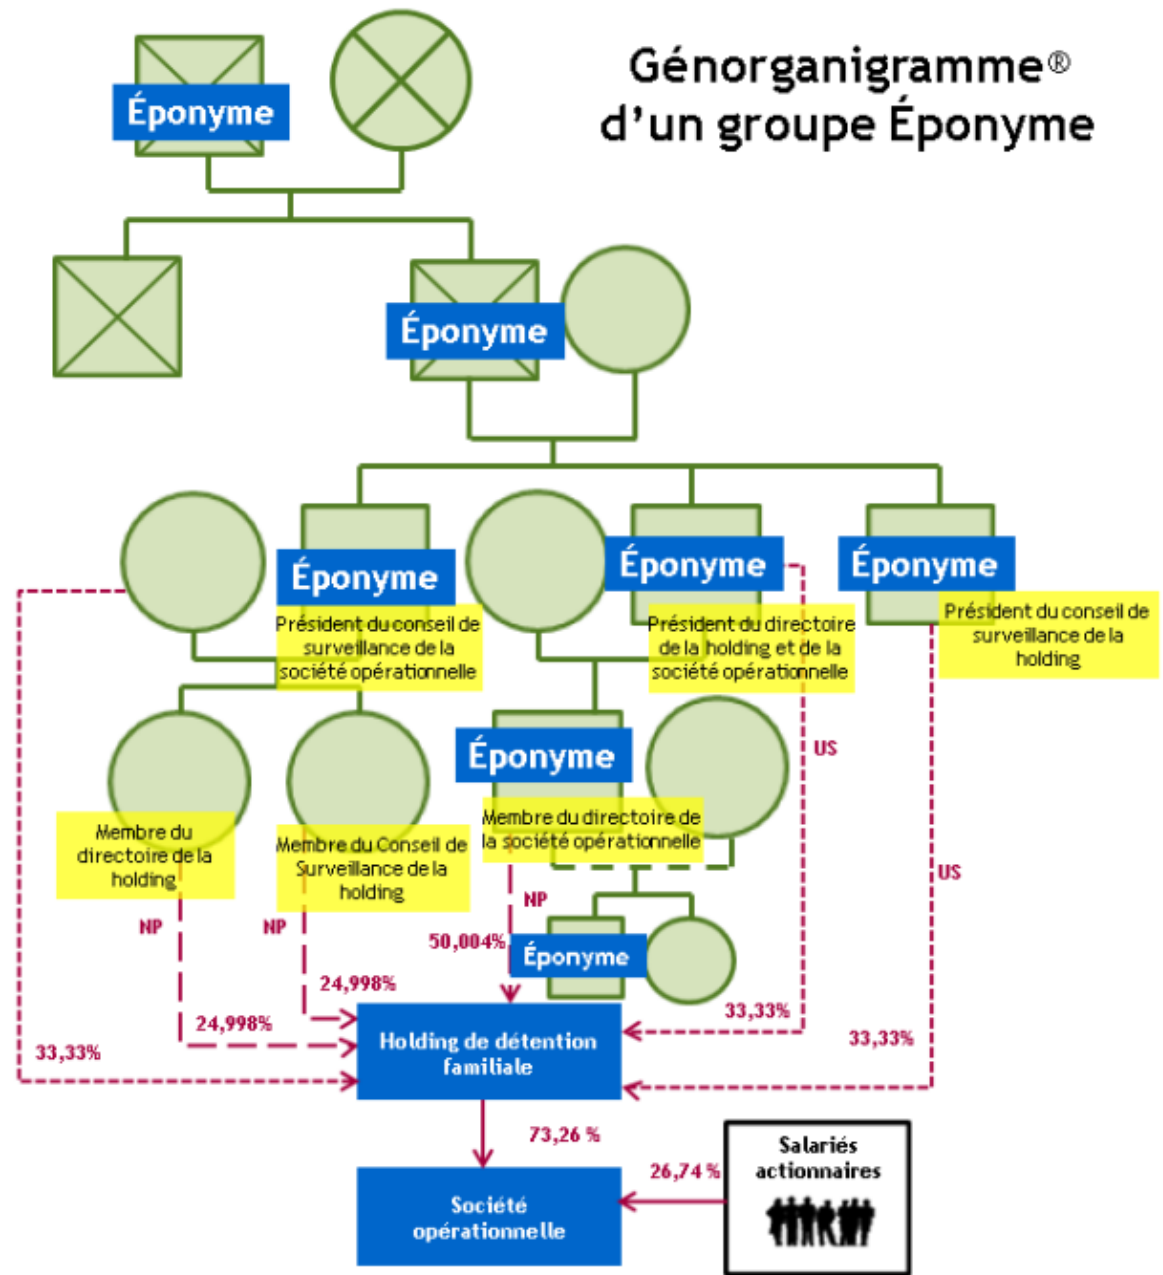 Génorganigramme®
d'un groupe Éponyme
Éponyme
Éponyme
Éponyme
Éponyme
Éponyme
Président du conseil de
surveillance de la
société opérationnelle
Président du directoire
de la holding et de la
société opérationnelle
Président du conseil de
surveillance de la
holding
Éponyme
US
Membre du
directoire de la
holding
Membre du Conseil de
Surveillance de la
holding
Membre du directoire de
la société opérationnelle
US
NP
NP
NP
50,004%
Éponyme
24,998%
24,998%
33,33%
33,33%
33,33%
Holding de détention
familiale
73,26 %
Salariés
actionnaires
26,74 %
Société
opérationnelle